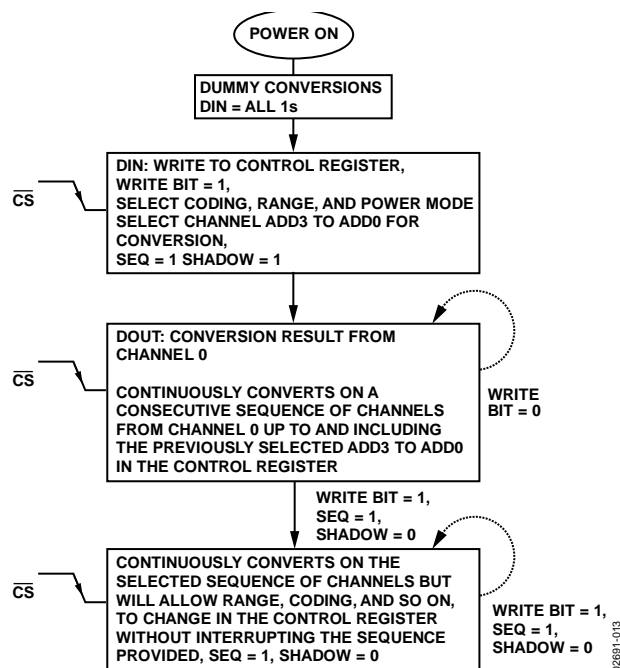 POWER ON
DUMMY CONVERSIONS
DIN = ALL 1s
DIN: WRITE TO CONTROL REGISTER,
WRITE BIT = 1,
SELECT CODING, RANGE, AND POWER MODE
SELECT CHANNEL ADD3 TO ADD0 FOR
CONVERSION,
SEQ = 1 SHADOW = 1
CS
DOUT: CONVERSION RESULT FROM
CHANNEL 0
CONTINUOUSLY CONVERTS ON A
CONSECUTIVE SEQUENCE OF CHANNELS
FROM CHANNEL 0 UP TO AND INCLUDING
THE PREVIOUSLY SELECTED ADD3 TO ADD0
IN THE CONTROL REGISTER
CS
WRITE
BIT = 0
WRITE BIT = 1,
SEQ = 1,
SHADOW = 0
CONTINUOUSLY CONVERTS ON THE
SELECTED SEQUENCE OF CHANNELS BUT
WILL ALLOW RANGE, CODING, AND SO ON,
TO CHANGE IN THE CONTROL REGISTER
WITHOUT INTERRUPTING THE SEQUENCE
PROVIDED, SEQ = 1, SHADOW = 0
CS
WRITE BIT = 1,
SEQ = 1,
SHADOW = 0
2691-013